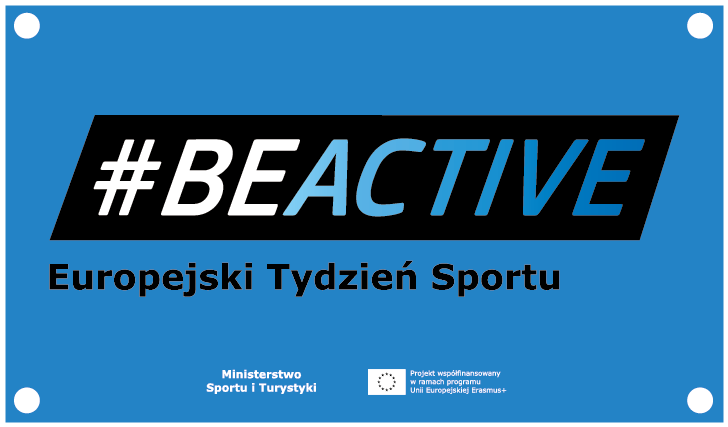 #BEACTIVE
Europejski Tydzień Sportu
Ministerstwo
Sportu i Turystyki
Projekt współfinansowany
w ramach programu
Unii Europejskiej Erasmus+